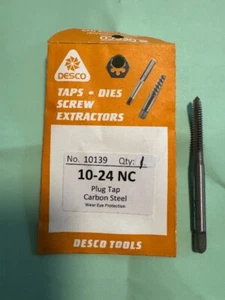 DESCO
TAPS - DIES
SCREW
EXTRACTORS
No. 10139 Qty: 1
10-24 NC
Plug Tap
Carbon Steel
Wear Eye Protection
DESCO TOOLS